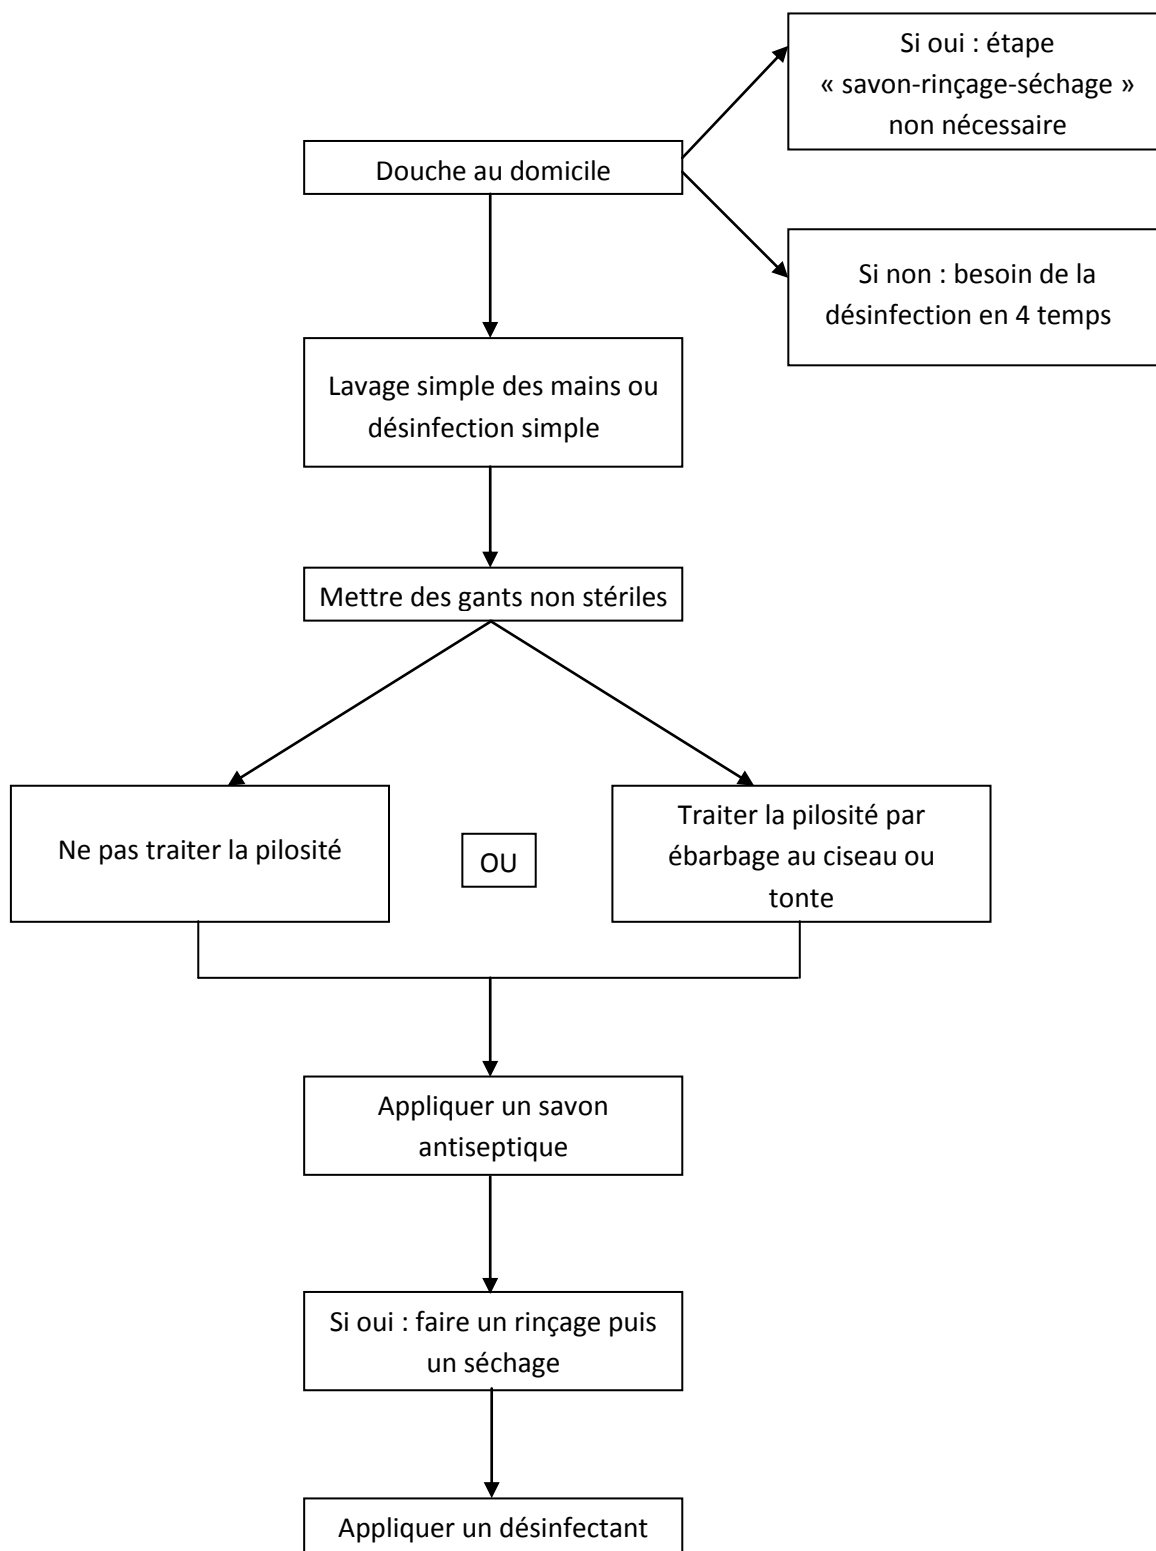 Si oui : étape
« savon-rinçage-séchage »
non nécessaire
Douche au domicile
Si non : besoin de la
désinfection en 4 temps
Lavage simple des mains ou
désinfection simple
Mettre des gants non stériles
Ne pas traiter la pilosité
OU
Traiter la pilosité par
ébarbage au ciseau ou
tonte
Appliquer un savon
antiseptique
Si oui : faire un rinçage puis
un séchage
Appliquer un désinfectant